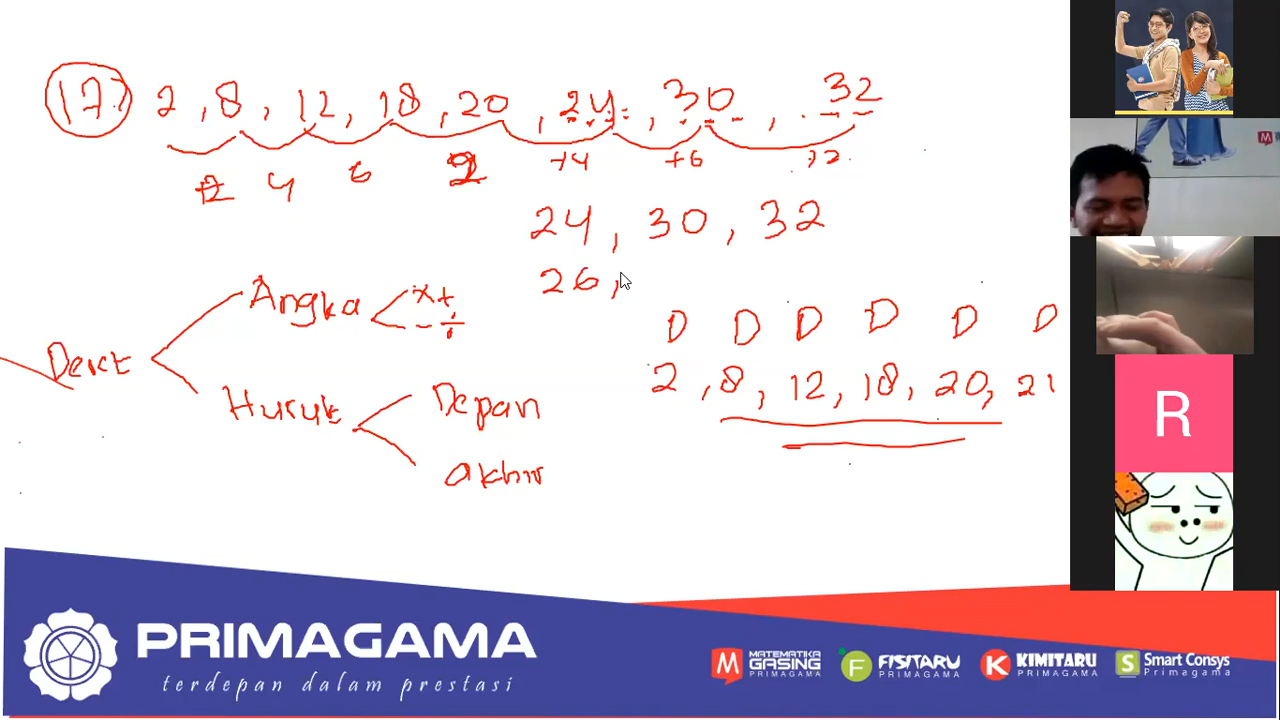 17. 2, 8, 12, 18, 20, 24, 30, 32
4 6 2 +4 +6 +2
24, 30, 32
26,
Deret
Angka
x +
- ÷
Huruf
Depan
akhir
D D D D D D
2, 8, 12, 18, 20, 21
R
PRIMAGAMA
terdepan dalam prestasi
M MATEMATIKA GASING PRIMAGAMA
F FISITARU PRIMAGAMA
K KIMITARU PRIMAGAMA
S Smart Consys Primagama